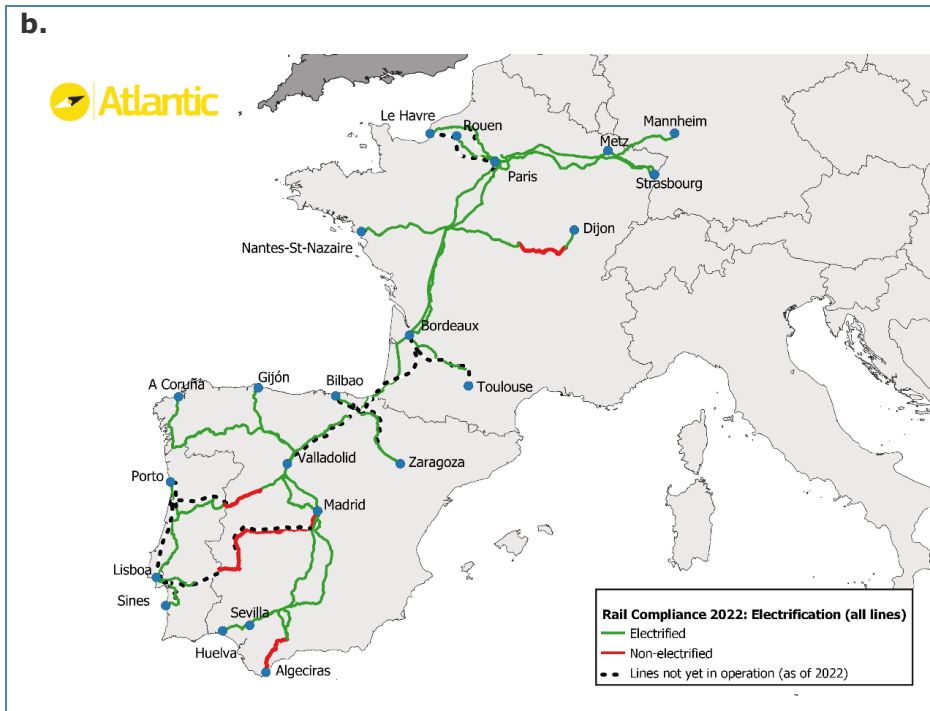 b.
Atlantic
Le Havre
Rouen
Mannheim
Metz
Paris
Strasbourg
Nantes-St-Nazaire
Dijon
Bordeaux
Toulouse
A Coruña
Gijón
Bilbao
Valladolid
Zaragoza
Porto
Madrid
Lisboa
Sines
Sevilla
Huelva
Algeciras
Rail Compliance 2022: Electrification (all lines)
Electrified
Non-electrified
Lines not yet in operation (as of 2022)